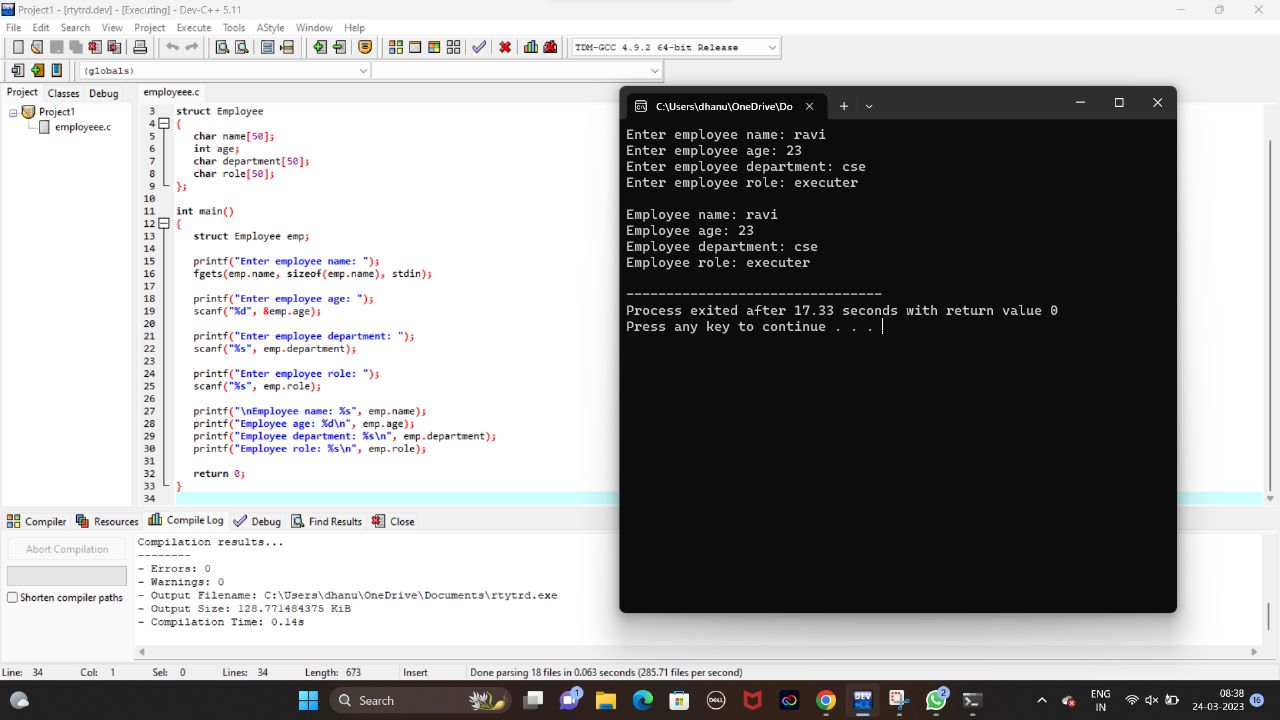 Project1 - [rtytrd.dev] - [Executing] - Dev-C++ 5.11
File Edit Search View Project Execute Tools AStyle Window Help
TDM-GCC 4.9.2 64-bit Release
(globals)
Project Classes Debug
Project1
employeee.c
employeee.c
3 struct Employee
4 {
5 char name[50];
6 int age;
7 char department[50];
8 char role[50];
9 };
10
11 int main()
12 {
13 struct Employee emp;
14
15 printf("Enter employee name: ");
16 fgets(emp.name, sizeof(emp.name), stdin);
17
18 printf("Enter employee age: ");
19 scanf("%d", &emp.age);
20
21 printf("Enter employee department: ");
22 scanf("%s", emp.department);
23
24 printf("Enter employee role: ");
25 scanf("%s", emp.role);
26
27 printf("\nEmployee name: %s", emp.name);
28 printf("Employee age: %d\n", emp.age);
29 printf("Employee department: %s\n", emp.department);
30 printf("Employee role: %s\n", emp.role);
31
32 return 0;
33 }
34
C:\Users\dhanu\OneDrive\Do
Enter employee name: ravi
Enter employee age: 23
Enter employee department: cse
Enter employee role: executer
Employee name: ravi
Employee age: 23
Employee department: cse
Employee role: executer
--------------------------------
Process exited after 17.33 seconds with return value 0
Press any key to continue . . .
Compiler Resources Compile Log Debug Find Results Close
Abort Compilation
Shorten compiler paths
Compilation results...
--------
- Errors: 0
- Warnings: 0
- Output Filename: C:\Users\dhanu\OneDrive\Documents\rtytrd.exe
- Output Size: 128.771484375 KiB
- Compilation Time: 0.14s
Line: 34 Col: 1 Sel: 0 Lines: 34 Length: 673 Insert Done parsing 18 files in 0.063 seconds (285.71 files per second)
Search
1
DELL
DEV
2
ENG
IN
08:38
24-03-2023
16